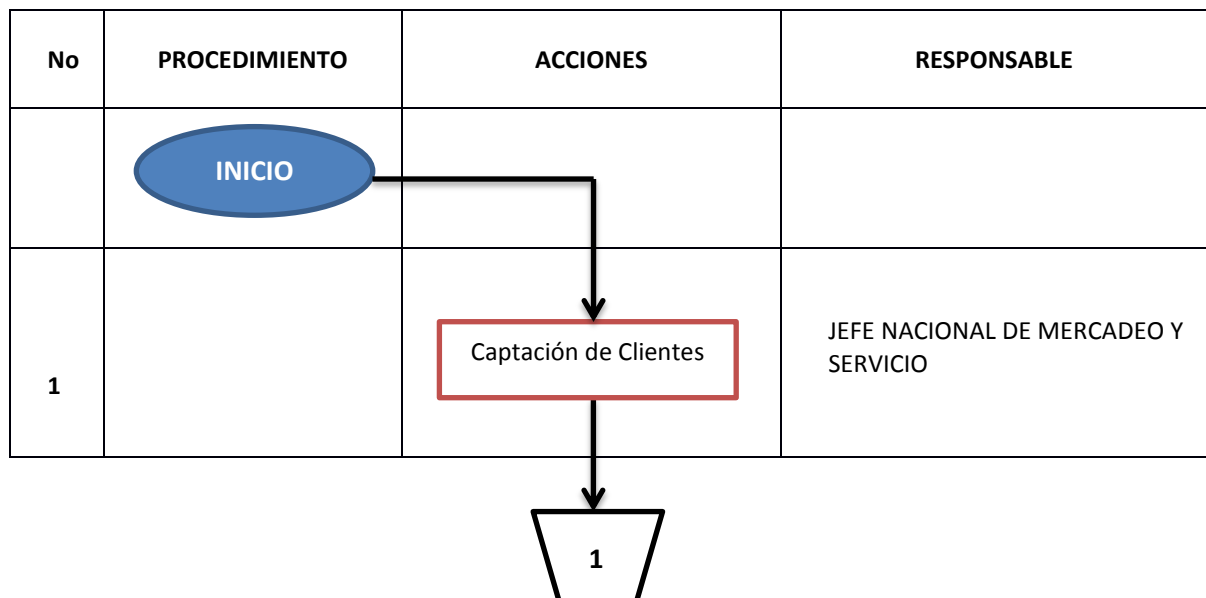 No PROCEDIMIENTO ACCIONES RESPONSABLE
INICIO
Captación de Clientes
JEFE NACIONAL DE MERCADEO Y
SERVICIO
1
1